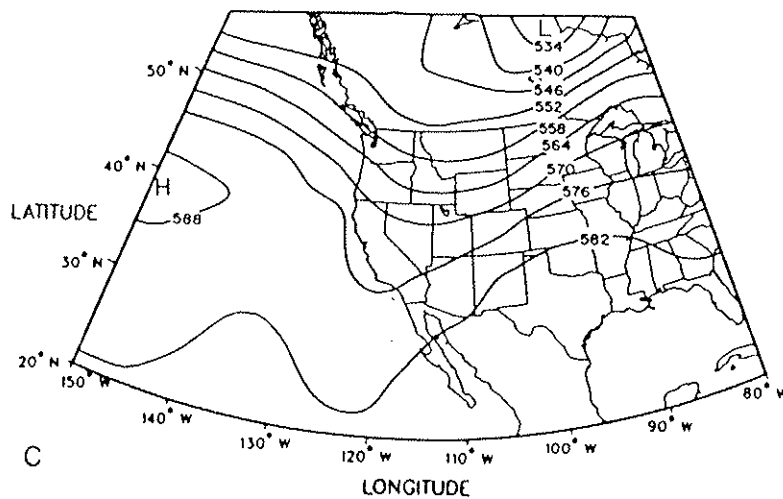 L
534
540
546
50° N
552
558
564
40° N
570
H
576
LATITUDE
588
582
30° N
20° N
150° W
80° W
140° W
90° W
130° W
120° W
110° W
100° W
C
LONGITUDE